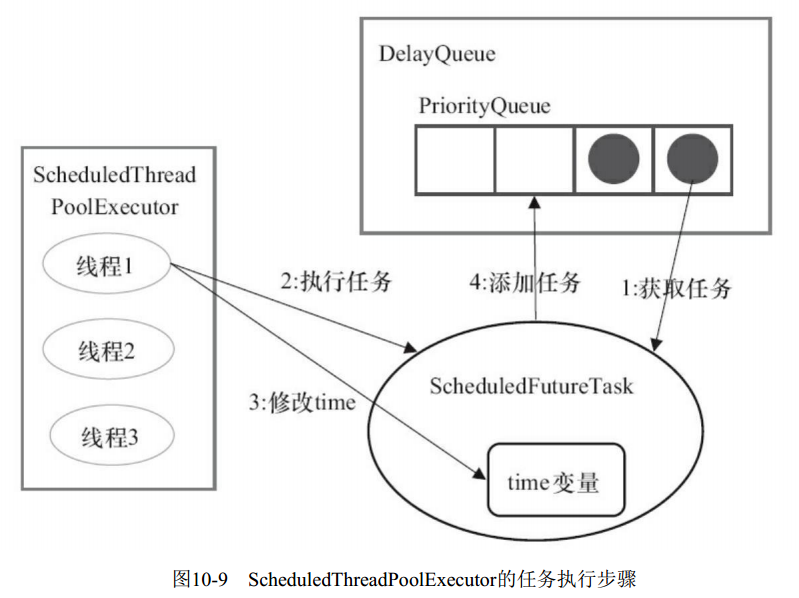 DelayQueue
PriorityQueue
ScheduledThread
PoolExecutor
线程1
线程2
线程3
2:执行任务
4:添加任务
1:获取任务
3:修改time
ScheduledFutureTask
time变量
图10-9 ScheduledThreadPoolExecutor的任务执行步骤